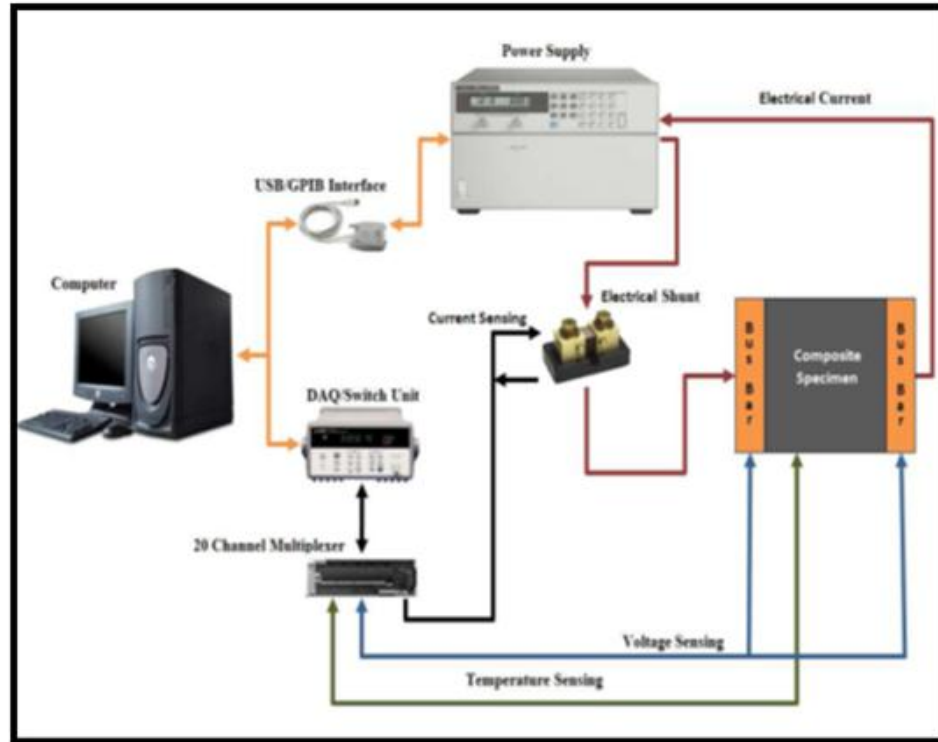 Power Supply
Electrical Current
USB/GPIB Interface
Computer
Electrical Shunt
Current Sensing
Bus Bar
Composite
Specimen
Bus Bar
DAQ/Switch Unit
20 Channel Multiplexer
Voltage Sensing
Temperature Sensing